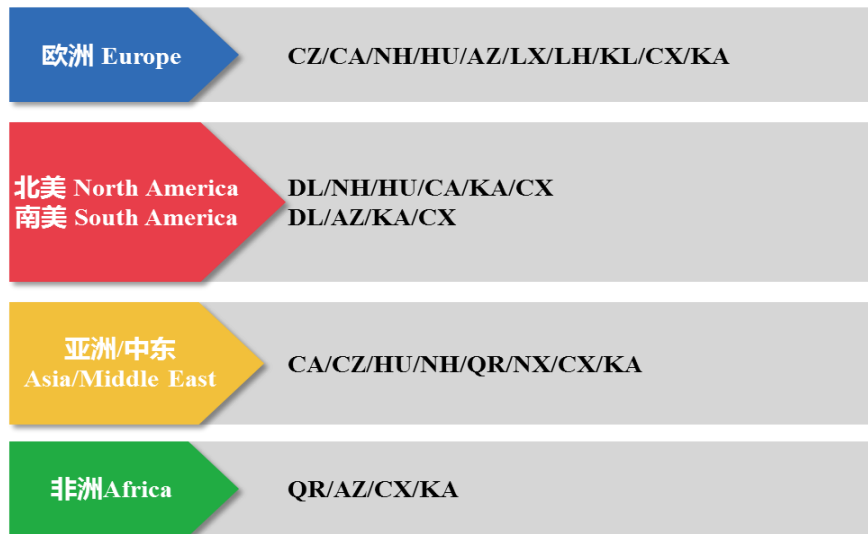 欧洲 Europe
CZ/CA/NH/HU/AZ/LX/LH/KL/CX/KA
北美 North America
南美 South America
DL/NH/HU/CA/KA/CX
DL/AZ/KA/CX
亚洲/中东
Asia/Middle East
CA/CZ/HU/NH/QR/NX/CX/KA
非洲Africa
QR/AZ/CX/KA